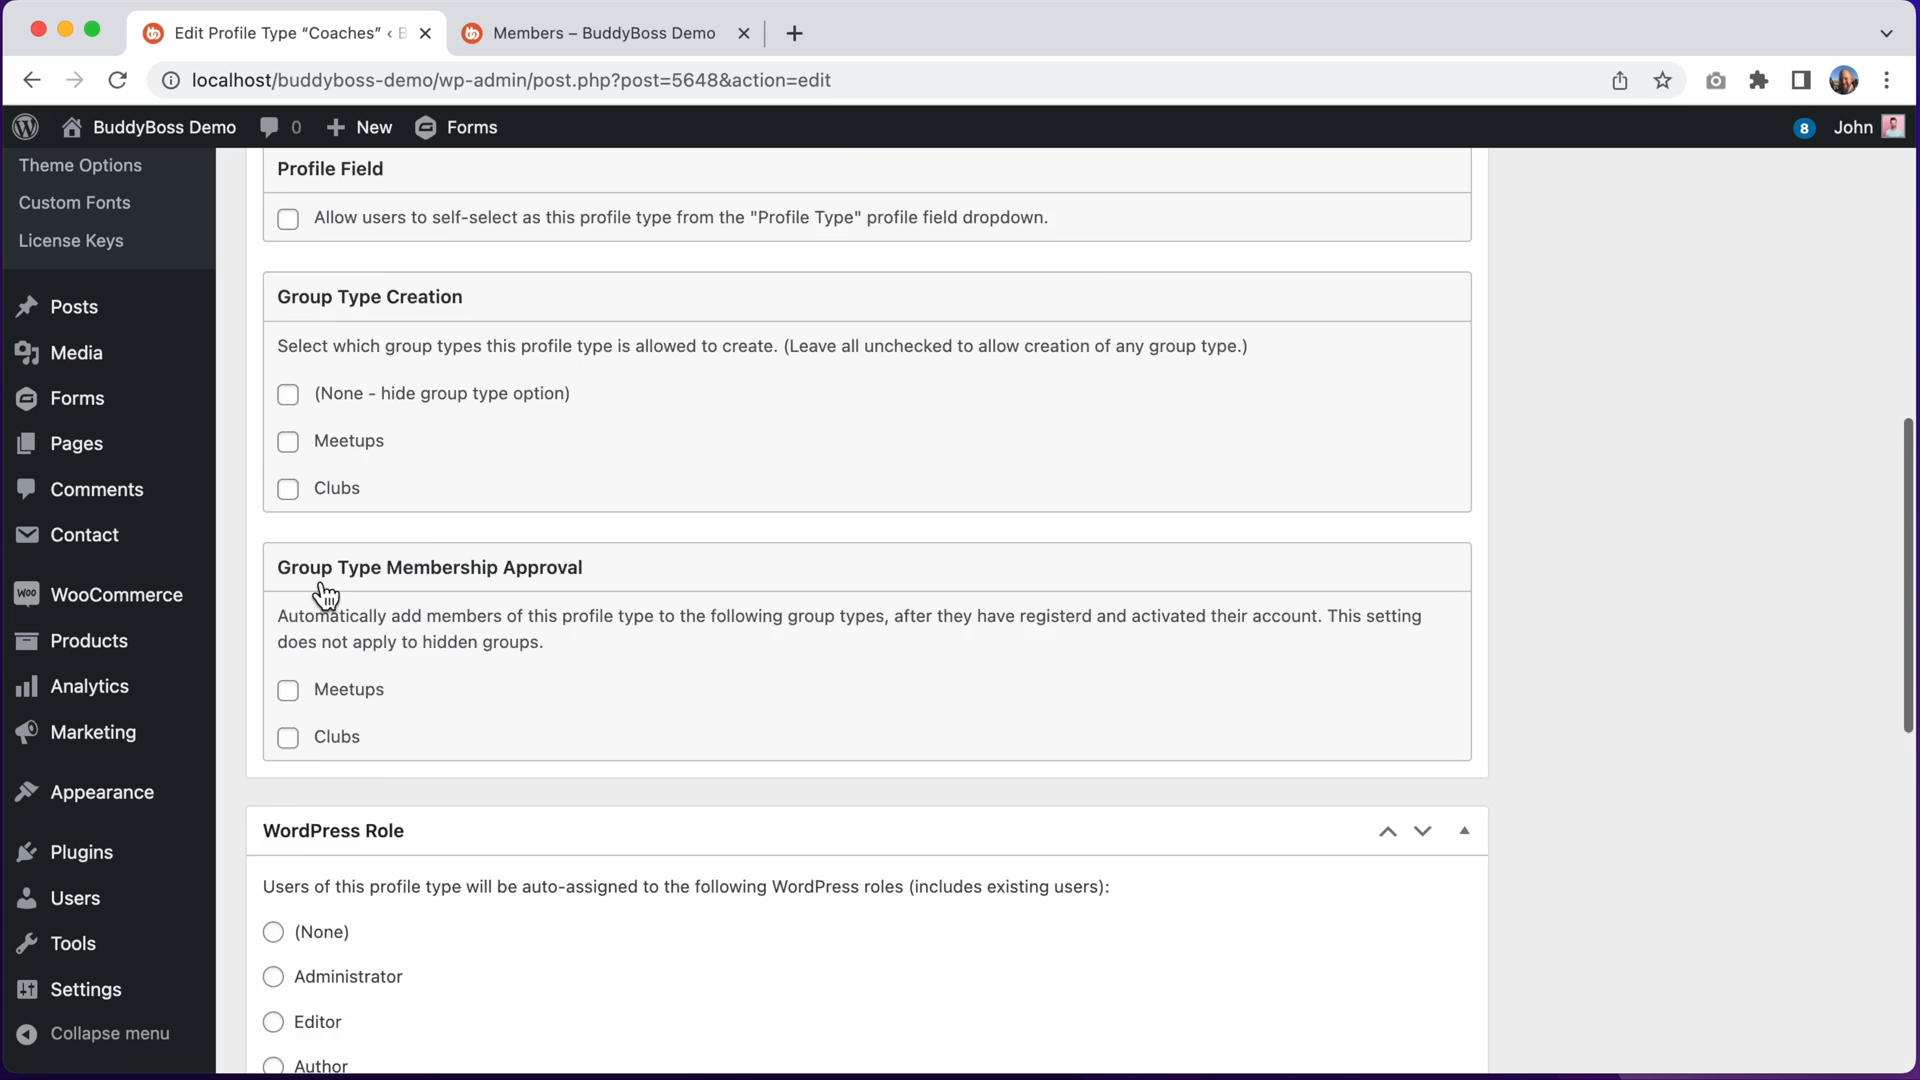 Edit Profile Type “Coaches” ‹ B
Members – BuddyBoss Demo
localhost/buddyboss-demo/wp-admin/post.php?post=5648&action=edit
BuddyBoss Demo
0
New
Forms
8
John
Theme Options
Custom Fonts
License Keys
Posts
Media
Forms
Pages
Comments
Contact
WooCommerce
Products
Analytics
Marketing
Appearance
Plugins
Users
Tools
Settings
Collapse menu
Profile Field
Allow users to self-select as this profile type from the "Profile Type" profile field dropdown.
Group Type Creation
Select which group types this profile type is allowed to create. (Leave all unchecked to allow creation of any group type.)
(None - hide group type option)
Meetups
Clubs
Group Type Membership Approval
Automatically add members of this profile type to the following group types, after they have registerd and activated their account. This setting
does not apply to hidden groups.
Meetups
Clubs
WordPress Role
Users of this profile type will be auto-assigned to the following WordPress roles (includes existing users):
(None)
Administrator
Editor
Author